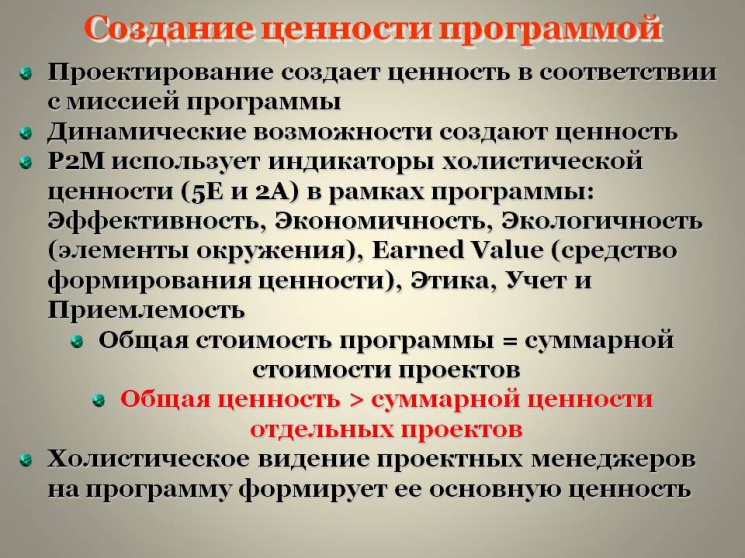 Создание ценности программой
Проектирование создает ценность в соответствии
с миссией программы
Динамические возможности создают ценность
P2M использует индикаторы холистической
ценности (5Е и 2А) в рамках программы:
Эффективность, Экономичность, Экологичность
(элементы окружения), Earned Value (средство
формирования ценности), Этика, Учет и
Приемлемость
Общая стоимость программы = суммарной
стоимости проектов
Общая ценность > суммарной ценности
отдельных проектов
Холистическое видение проектных менеджеров
на программу формирует ее основную ценность